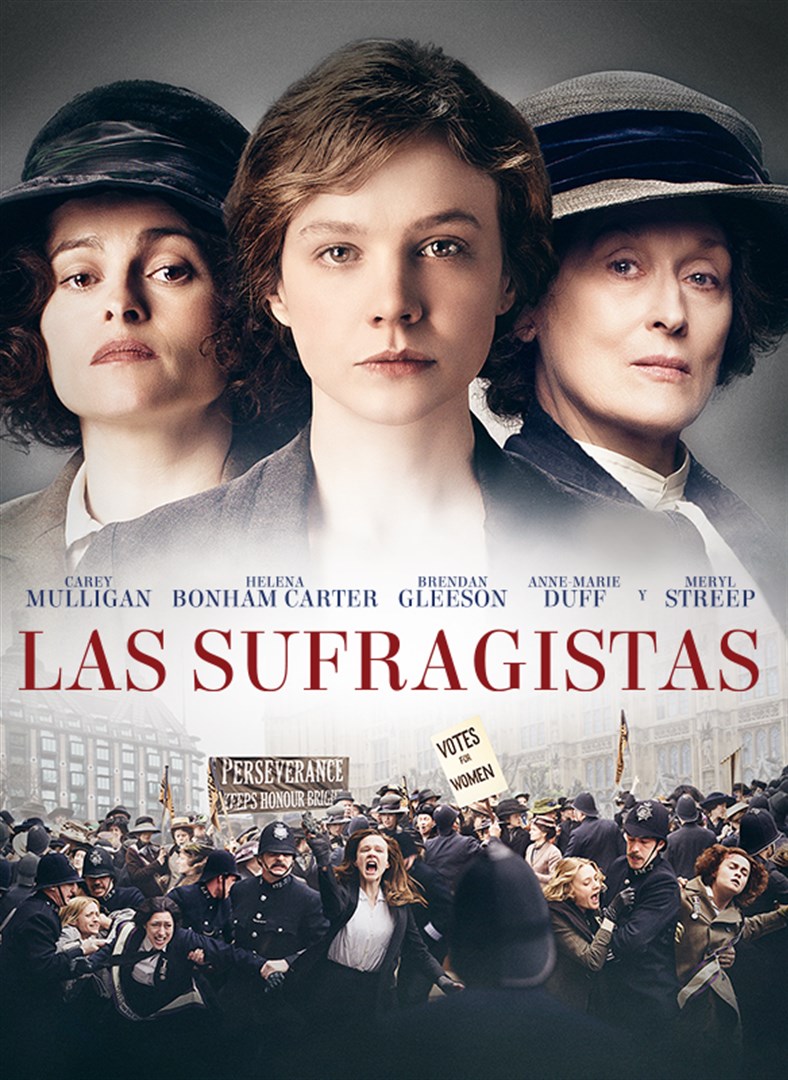 CAREY MULLIGAN
HELENA BONHAM CARTER
BRENDAN GLEESON
ANNE-MARIE DUFF
Y
MERYL STREEP
LAS SUFRAGISTAS
PERSEVERANCE
KEEPS HONOUR BRIGHT
VOTES
FOR
WOMEN